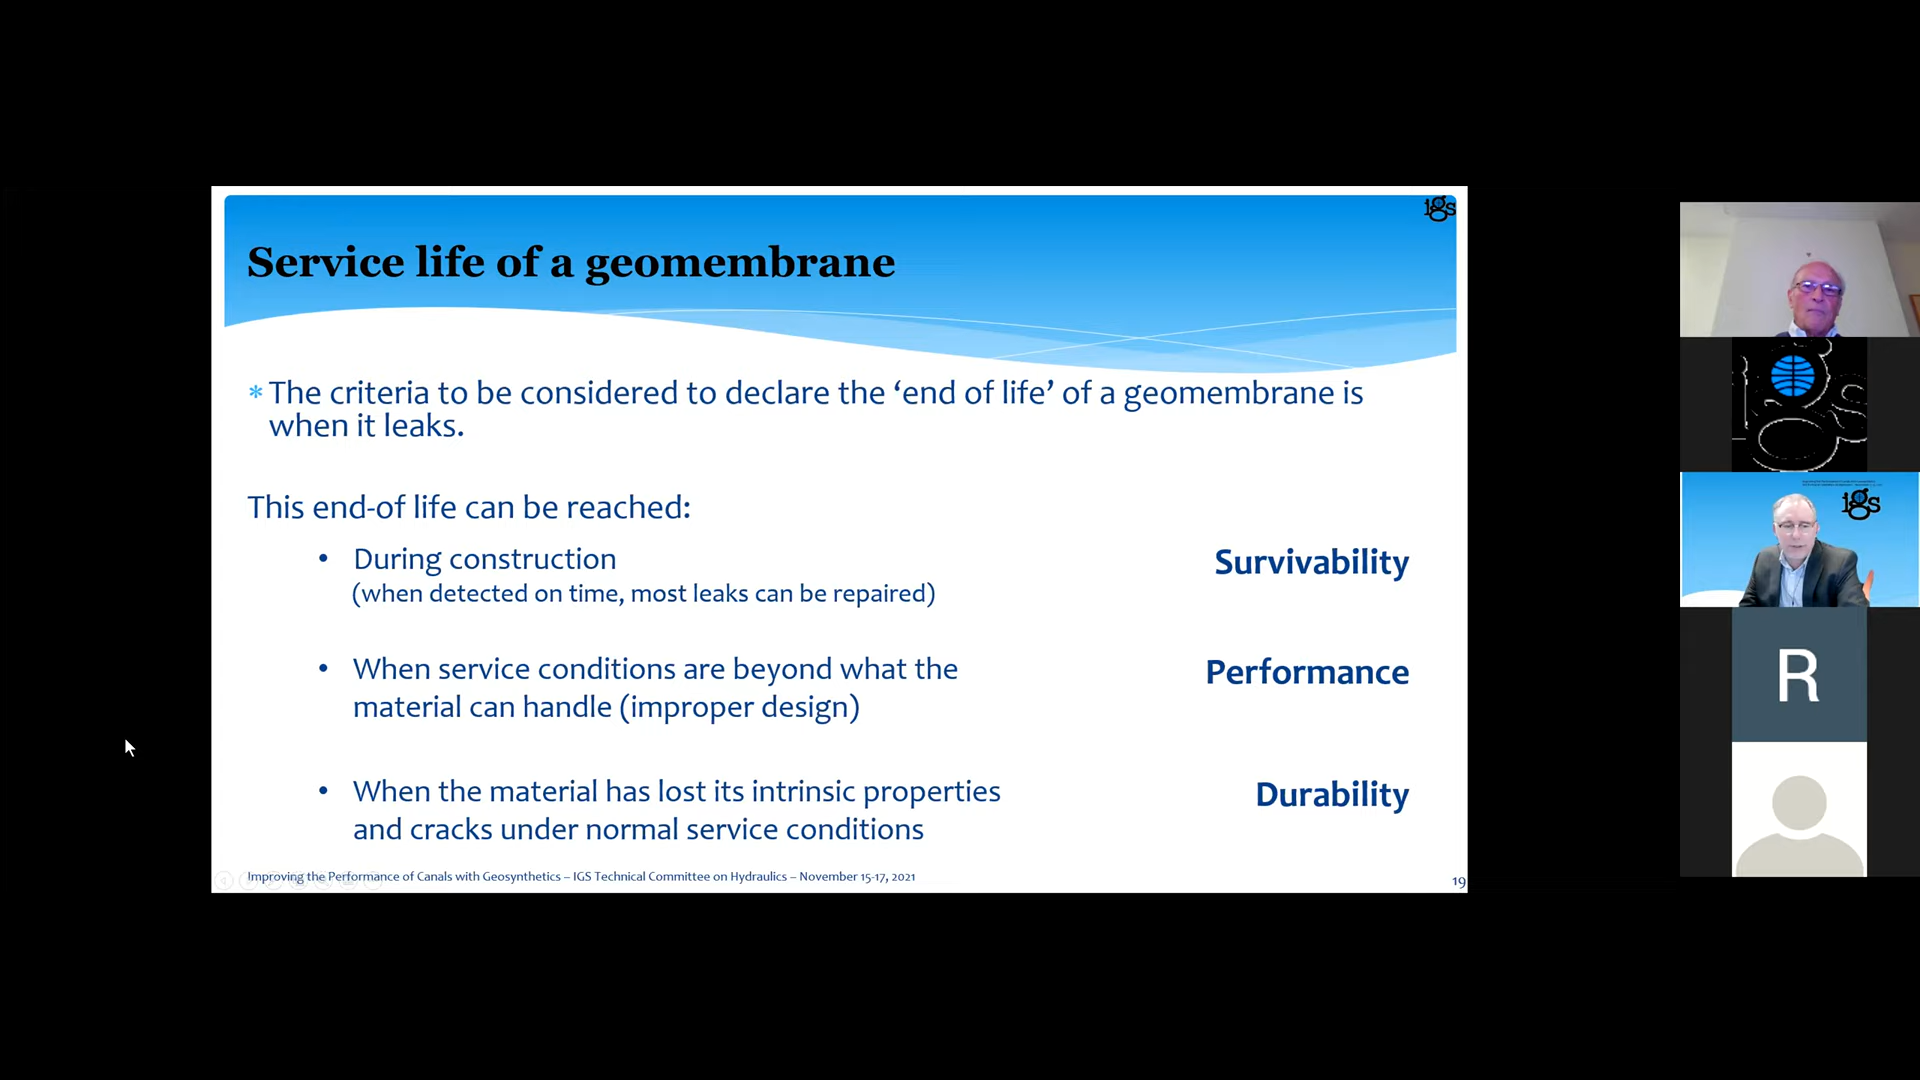 igs
Service life of a geomembrane
* The criteria to be considered to declare the ‘end of life’ of a geomembrane is
when it leaks.
This end-of life can be reached:
• During construction
(when detected on time, most leaks can be repaired)
Survivability
• When service conditions are beyond what the
material can handle (improper design)
Performance
• When the material has lost its intrinsic properties
and cracks under normal service conditions
Durability
Improving the Performance of Canals with Geosynthetics – IGS Technical Committee on Hydraulics – November 15-17, 2021
19
igs
igs
R